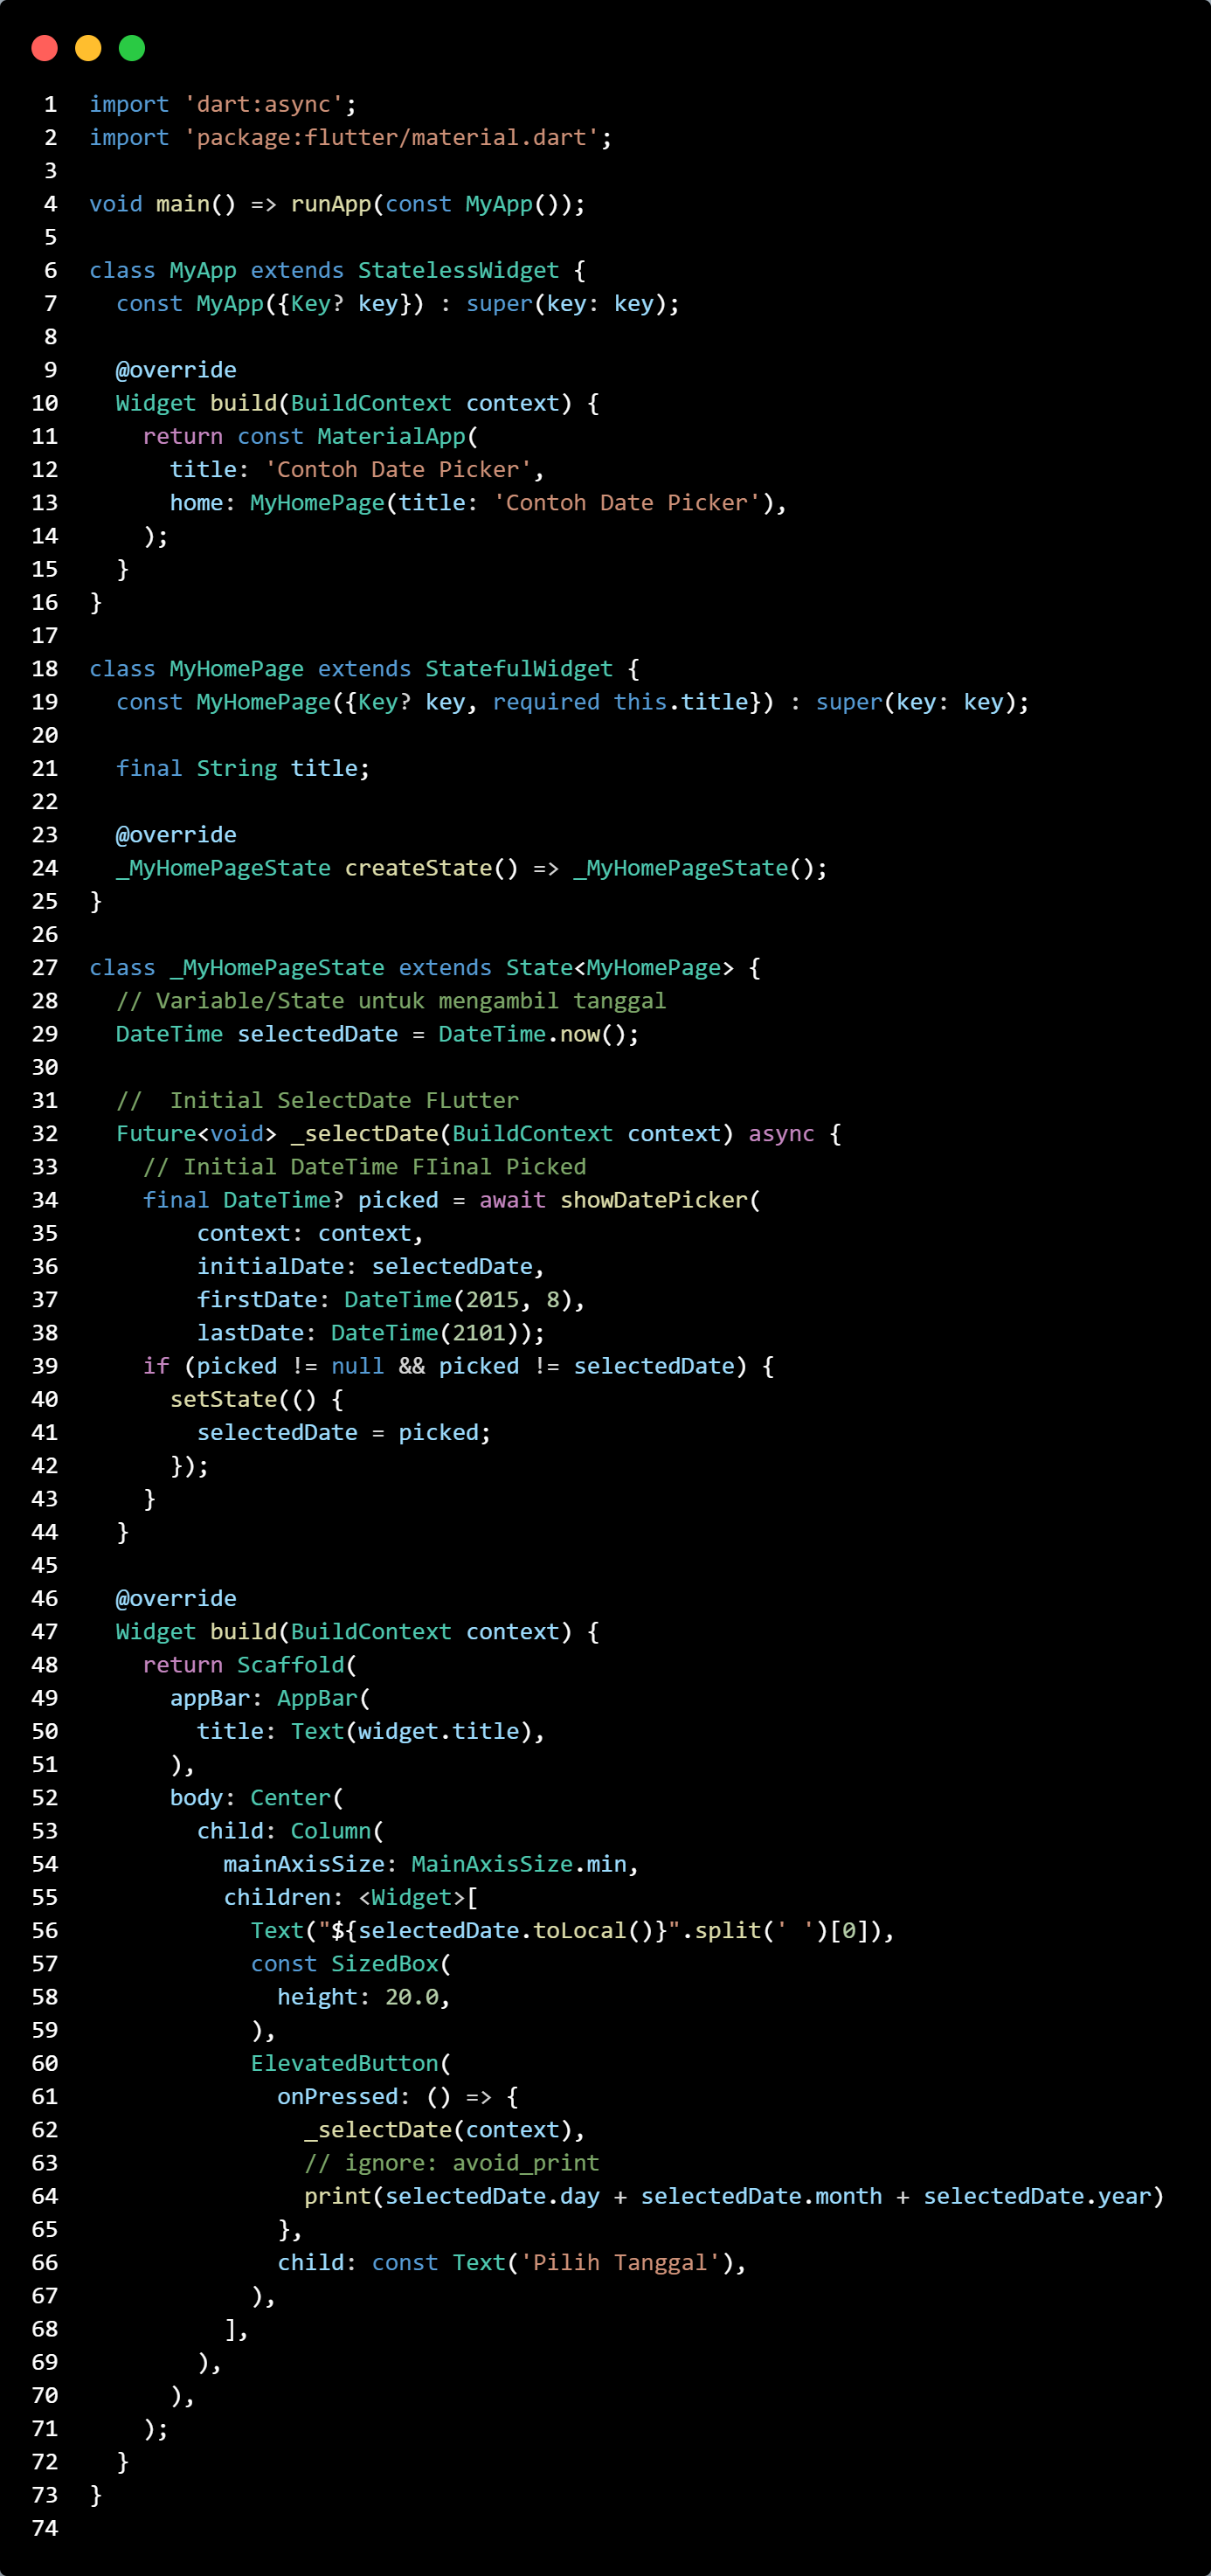 1 import 'dart:async';
2 import 'package:flutter/material.dart';
3
4 void main() => runApp(const MyApp());
5
6 class MyApp extends StatelessWidget {
7   const MyApp({Key? key}) : super(key: key);
8
9   @override
10   Widget build(BuildContext context) {
11     return const MaterialApp(
12       title: 'Contoh Date Picker',
13       home: MyHomePage(title: 'Contoh Date Picker'),
14     );
15   }
16 }
17
18 class MyHomePage extends StatefulWidget {
19   const MyHomePage({Key? key, required this.title}) : super(key: key);
20
21   final String title;
22
23   @override
24   _MyHomePageState createState() => _MyHomePageState();
25 }
26
27 class _MyHomePageState extends State<MyHomePage> {
28   // Variable/State untuk mengambil tanggal
29   DateTime selectedDate = DateTime.now();
30
31   //  Initial SelectDate FLutter
32   Future<void> _selectDate(BuildContext context) async {
33     // Initial DateTime FIinal Picked
34     final DateTime? picked = await showDatePicker(
35         context: context,
36         initialDate: selectedDate,
37         firstDate: DateTime(2015, 8),
38         lastDate: DateTime(2101));
39     if (picked != null && picked != selectedDate) {
40       setState(() {
41         selectedDate = picked;
42       });
43     }
44   }
45
46   @override
47   Widget build(BuildContext context) {
48     return Scaffold(
49       appBar: AppBar(
50         title: Text(widget.title),
51       ),
52       body: Center(
53         child: Column(
54           mainAxisSize: MainAxisSize.min,
55           children: <Widget>[
56             Text("${selectedDate.toLocal()}".split(' ')[0]),
57             const SizedBox(
58               height: 20.0,
59             ),
60             ElevatedButton(
61               onPressed: () => {
62                 _selectDate(context),
63                 // ignore: avoid_print
64                 print(selectedDate.day + selectedDate.month + selectedDate.year)
65               },
66               child: const Text('Pilih Tanggal'),
67             ),
68           ],
69         ),
70       ),
71     );
72   }
73 }
74